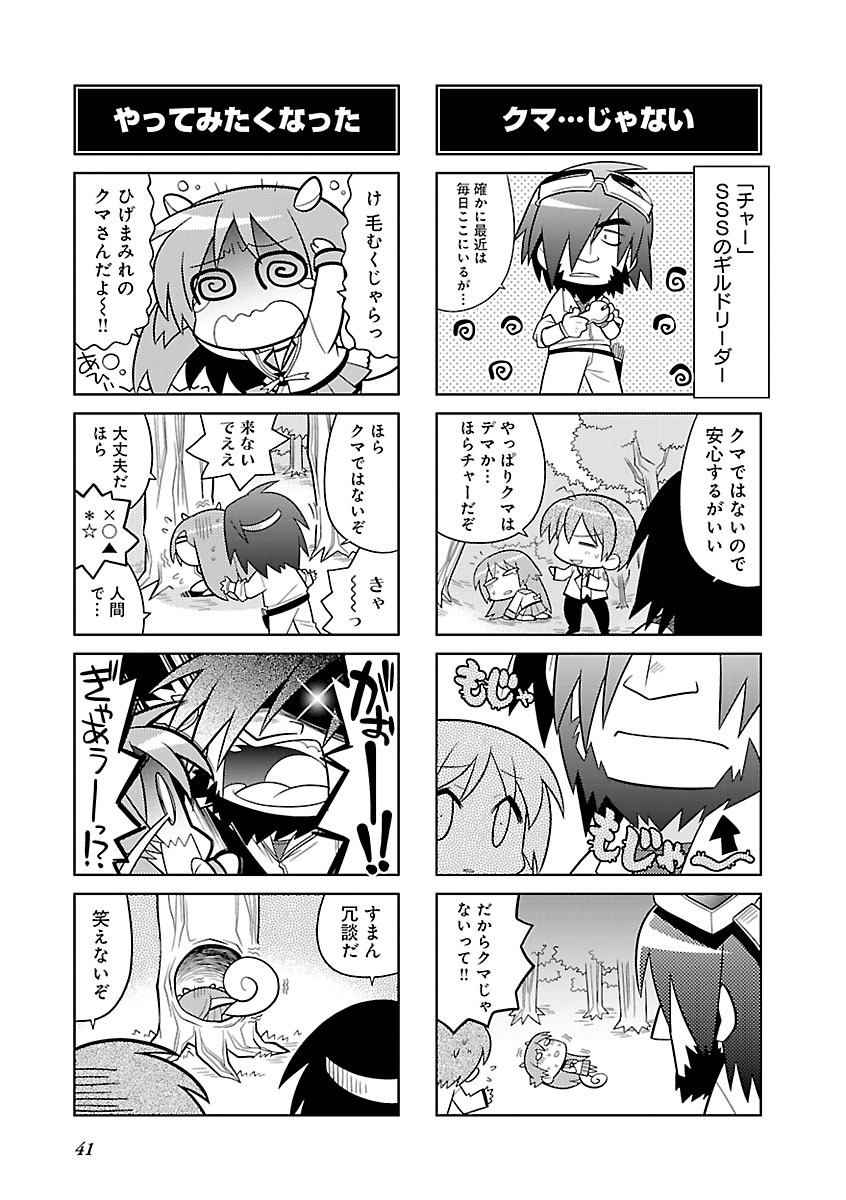 クマ…じゃない
「チャー」
SSSのギルドリーダー
確かに最近は
毎日ここにいるが…
クマではないので
安心するがいい
やっぱりクマは
デマか…
ほらチャーだぞ
もじゃ
もじゃ〜
だからクマじゃ
ないって!!
やってみたくなった
け 毛むくじゃらっ
ひげまみれの
クマさんだよ〜!!
あひぃ
ほら
クマではないぞ
来ない
でええ
きゃ
〜〜〜っ
大丈夫だ
ほら
×○▲
*☆
人間
で…
がおー!!
ぎゃあぅーっ!?
すまん
冗談だ
笑えないぞ
41